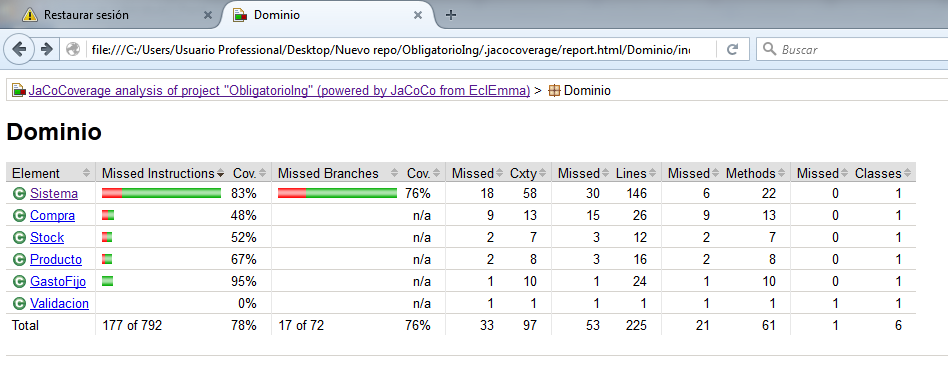 Restaurar sesión
Dominio
file:///C:/Users/Usuario Professional/Desktop/Nuevo repo/ObligatorioIng/.jacocoverage/report.html/Dominio/in
Buscar
JaCoCoverage analysis of project "ObligatorioIng" (powered by JaCoCo from EclEmma) > Dominio
Dominio
Element Missed Instructions Cov. Missed Branches Cov. Missed Cxty Missed Lines Missed Methods Missed Classes
Sistema 83% 76% 18 58 30 146 6 22 0 1
Compra 48% n/a 9 13 15 26 9 13 0 1
Stock 52% n/a 2 7 3 12 2 7 0 1
Producto 67% n/a 2 8 3 16 2 8 0 1
GastoFijo 95% n/a 1 10 1 24 1 10 0 1
Validacion 0% n/a 1 1 1 1 1 1 1 1
Total 177 of 792 78% 17 of 72 76% 33 97 53 225 21 61 1 6